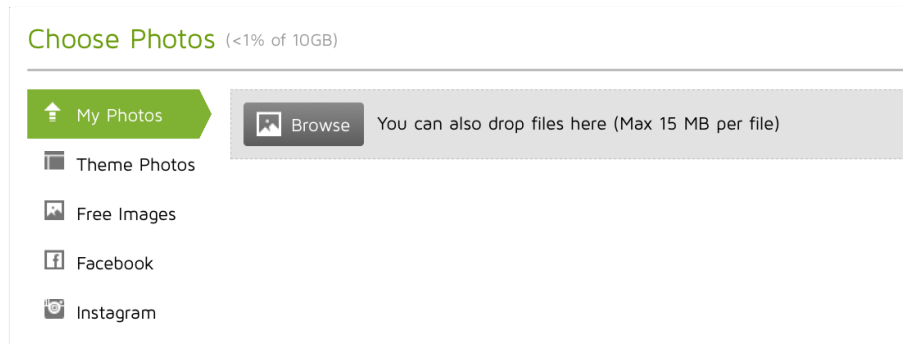 Choose Photos (<1% of 10GB)
My Photos
Browse You can also drop files here (Max 15 MB per file)
Theme Photos
Free Images
Facebook
Instagram